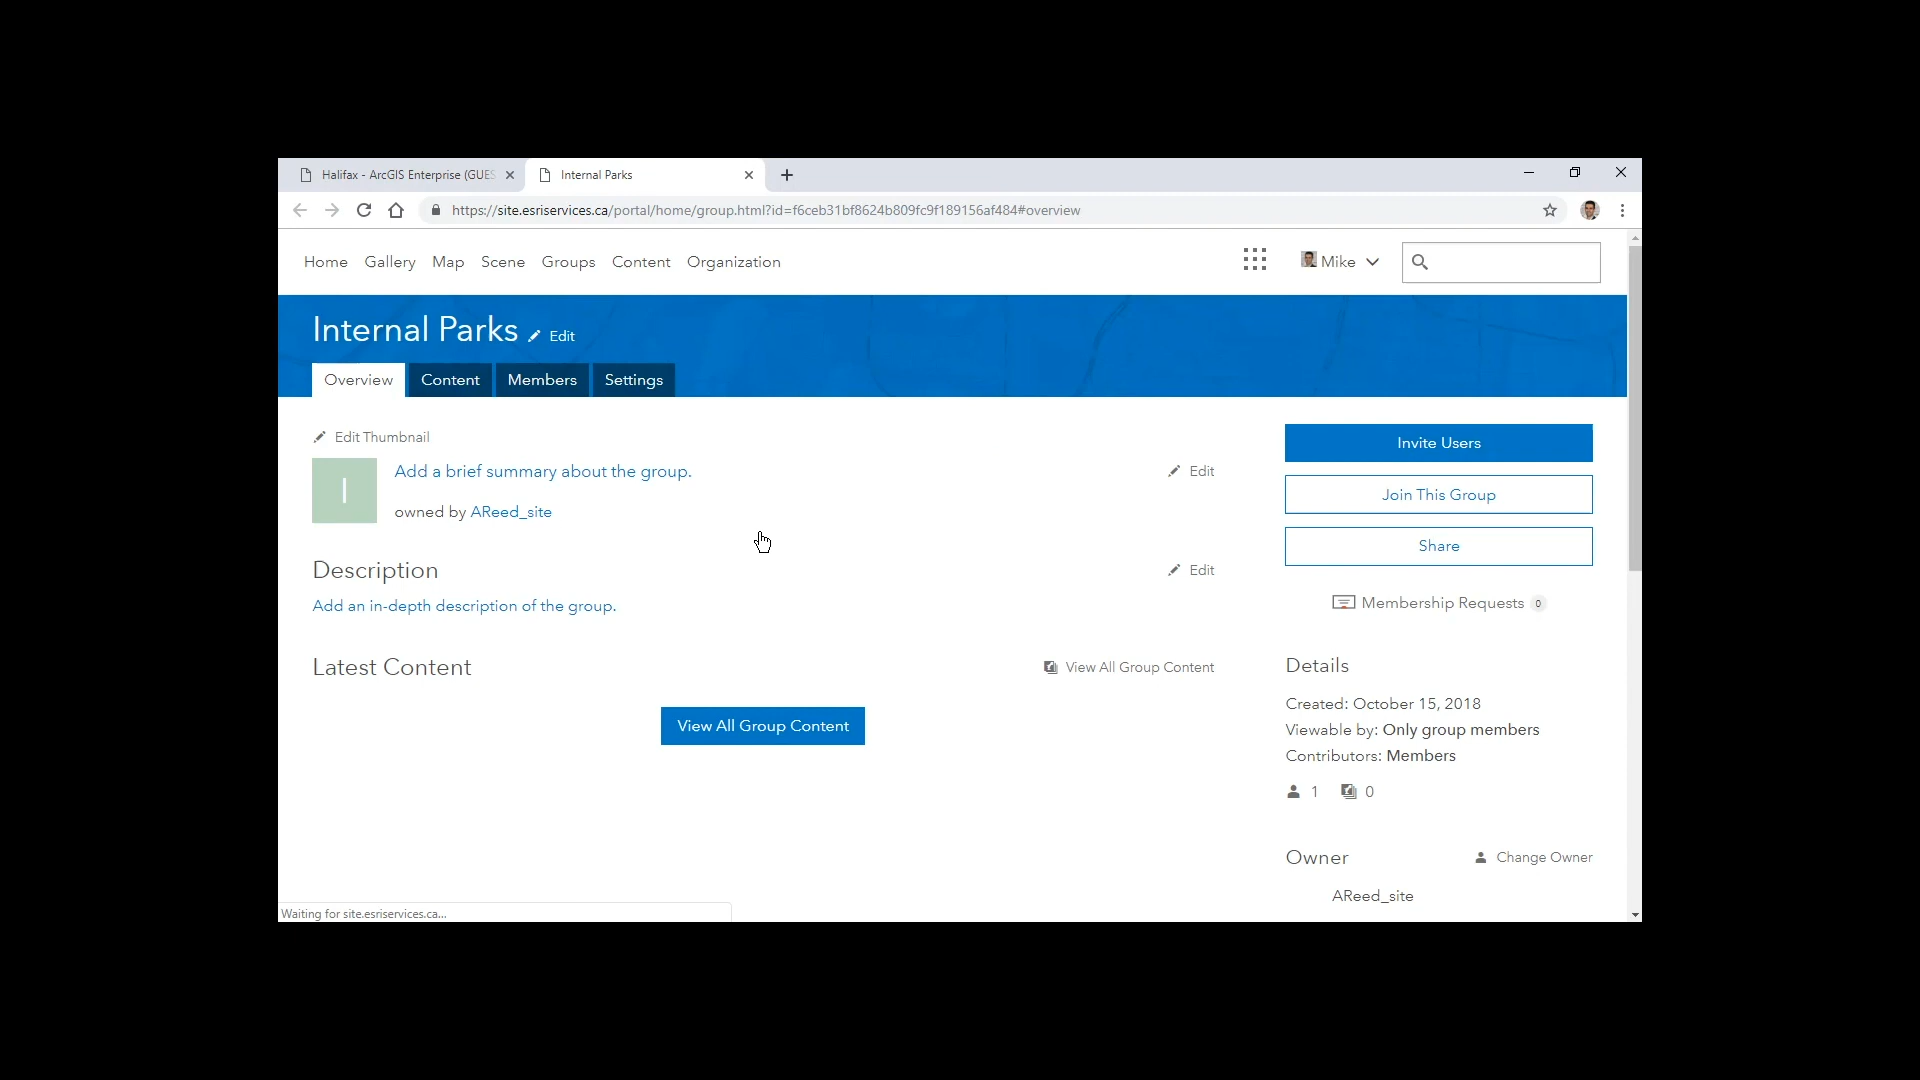 Halifax - ArcGIS Enterprise (GUES
Internal Parks
https://site.esriservices.ca/portal/home/group.html?id=f6ceb31bf8624b809fc9f189156af484#overview
Home Gallery Map Scene Groups Content Organization
Mike
Internal Parks Edit
Overview Content Members Settings
Edit Thumbnail
I
Add a brief summary about the group.
Edit
owned by AReed_site
Description
Edit
Add an in-depth description of the group.
Latest Content
View All Group Content
View All Group Content
Invite Users
Join This Group
Share
Membership Requests 0
Details
Created: October 15, 2018
Viewable by: Only group members
Contributors: Members
1 0
Owner
Change Owner
AReed_site
Waiting for site.esriservices.ca...